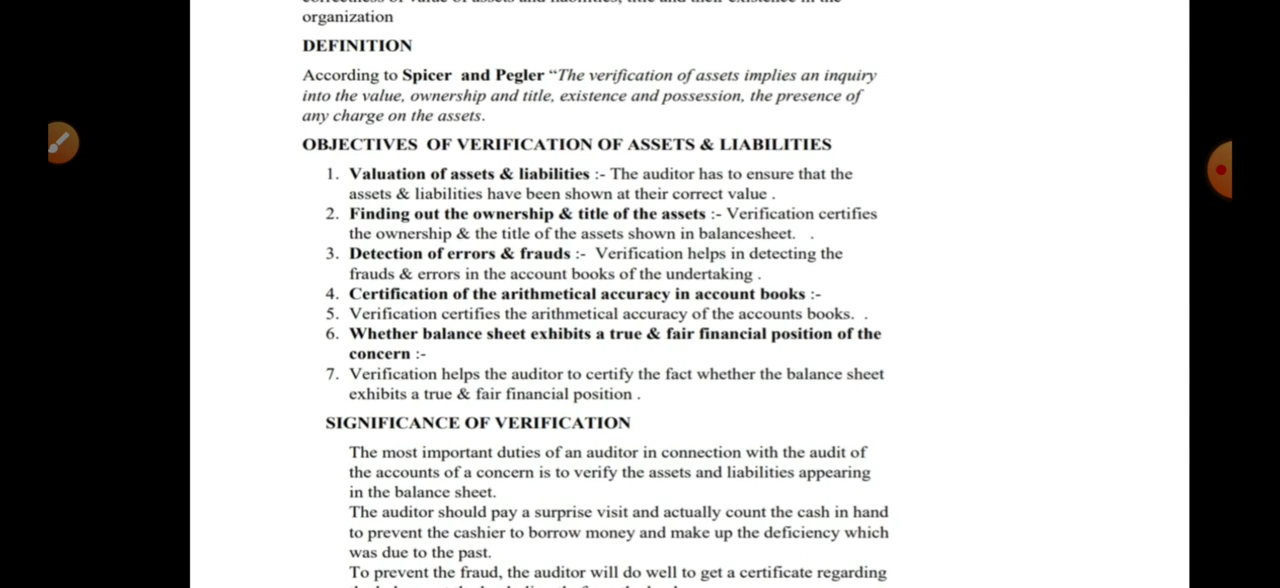 organization
DEFINITION
According to Spicer and Pegler “The verification of assets implies an inquiry
into the value, ownership and title, existence and possession, the presence of
any charge on the assets.
OBJECTIVES OF VERIFICATION OF ASSETS & LIABILITIES
1. Valuation of assets & liabilities :- The auditor has to ensure that the
assets & liabilities have been shown at their correct value .
2. Finding out the ownership & title of the assets :- Verification certifies
the ownership & the title of the assets shown in balancesheet. .
3. Detection of errors & frauds :- Verification helps in detecting the
frauds & errors in the account books of the undertaking .
4. Certification of the arithmetical accuracy in account books :-
5. Verification certifies the arithmetical accuracy of the accounts books. .
6. Whether balance sheet exhibits a true & fair financial position of the
concern :-
7. Verification helps the auditor to certify the fact whether the balance sheet
exhibits a true & fair financial position .
SIGNIFICANCE OF VERIFICATION
The most important duties of an auditor in connection with the audit of
the accounts of a concern is to verify the assets and liabilities appearing
in the balance sheet.
The auditor should pay a surprise visit and actually count the cash in hand
to prevent the cashier to borrow money and make up the deficiency which
was due to the past.
To prevent the fraud, the auditor will do well to get a certificate regarding